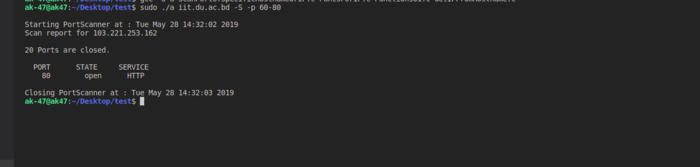 ak-47@ak47:~/Desktop/test$ sudo ./a iit.du.ac.bd -S -p 60-80
Starting PortScanner at : Tue May 28 14:32:02 2019
Scan report for 103.221.253.162
20 Ports are closed.
PORT STATE SERVICE
80 open HTTP
Closing PortScanner at : Tue May 28 14:32:03 2019
ak-47@ak47:~/Desktop/test$